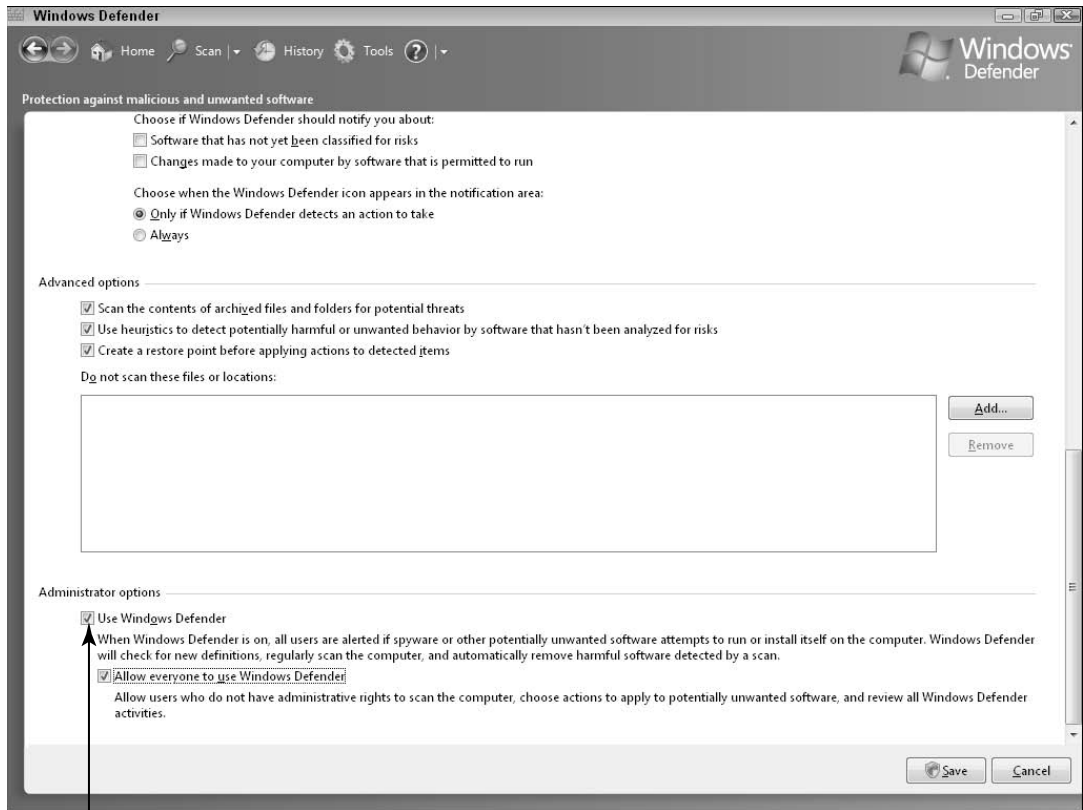 Windows Defender
Home Scan History Tools ?
Windows
Defender
Protection against malicious and unwanted software
Choose if Windows Defender should notify you about:
Software that has not yet been classified for risks
Changes made to your computer by software that is permitted to run
Choose when the Windows Defender icon appears in the notification area:
Only if Windows Defender detects an action to take
Always
Advanced options
Scan the contents of archived files and folders for potential threats
Use heuristics to detect potentially harmful or unwanted behavior by software that hasn't been analyzed for risks
Create a restore point before applying actions to detected items
Do not scan these files or locations:
Add...
Remove
Administrator options
Use Windows Defender
When Windows Defender is on, all users are alerted if spyware or other potentially unwanted software attempts to run or install itself on the computer. Windows Defender
will check for new definitions, regularly scan the computer, and automatically remove harmful software detected by a scan.
Allow everyone to use Windows Defender
Allow users who do not have administrative rights to scan the computer, choose actions to apply to potentially unwanted software, and review all Windows Defender
activities.
Save Cancel